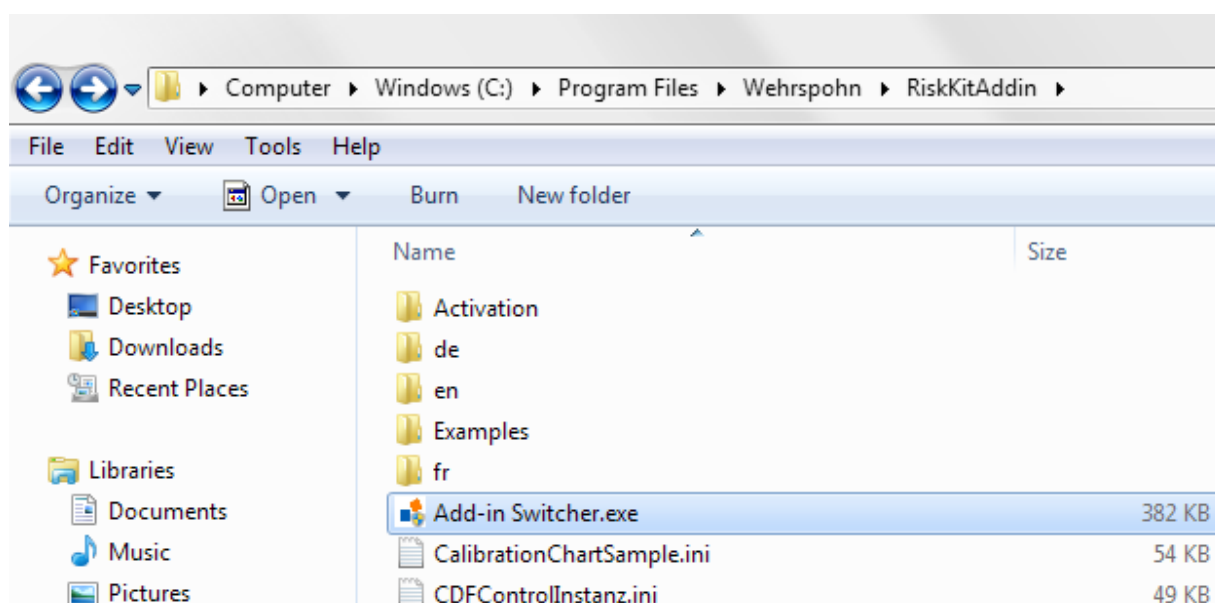 Computer Windows (C:) Program Files Wehrspohn RiskKitAddin
File Edit View Tools Help
Organize Open Burn New folder
Name Size
Favorites
Desktop
Downloads
Recent Places
Libraries
Documents
Music
Pictures
Activation
de
en
Examples
fr
Add-in Switcher.exe 382 KB
CalibrationChartSample.ini 54 KB
CDFControlInstanz.ini 49 KB